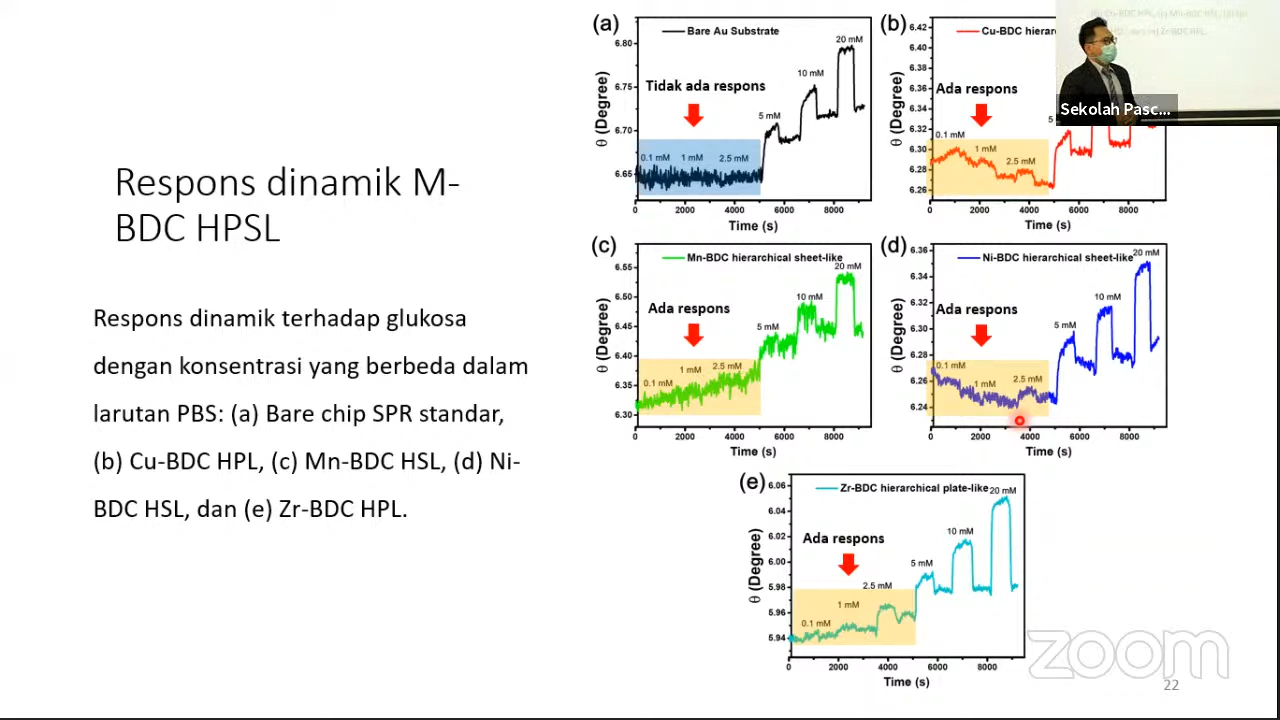 Respons dinamik M-
BDC HPSL
Respons dinamik terhadap glukosa
dengan konsentrasi yang berbeda dalam
larutan PBS: (a) Bare chip SPR standar,
(b) Cu-BDC HPL, (c) Mn-BDC HSL, (d) Ni-
BDC HSL, dan (e) Zr-BDC HPL.
(a)
Bare Au Substrate
Tidak ada respons
0.1 mM 1 mM 2.5 mM
5 mM
10 mM
20 mM
θ (Degree)
6.80
6.75
6.70
6.65
0 2000 4000 6000 8000
Time (s)
(b)
Cu-BDC
Ada respons
0.1 mM
1 mM
2.5 mM
5
θ (Degree)
6.42
6.40
6.38
6.36
6.34
6.32
6.30
6.28
6.26
0 2000 4000 6000 8000
Time (s)
Sekolah Pasc...
(c)
Mn-BDC hierarchical sheet-like
Ada respons
0.1 mM
1 mM
2.5 mM
5 mM
10 mM
20 mM
θ (Degree)
6.55
6.50
6.45
6.40
6.35
6.30
0 2000 4000 6000 8000
Time (s)
(d)
Ni-BDC hierarchical sheet-like
Ada respons
0.1 mM
1 mM
2.5 mM
5 mM
10 mM
20 mM
θ (Degree)
6.36
6.34
6.32
6.30
6.28
6.26
6.24
0 2000 4000 6000 8000
Time (s)
(e)
Zr-BDC hierarchical plate-like
Ada respons
0.1 mM
1 mM
2.5 mM
5 mM
10 mM
20 mM
θ (Degree)
6.06
6.04
6.02
6.00
5.98
5.96
5.94
0 2000 4000 6000 8000
Time (s)
zoom
22